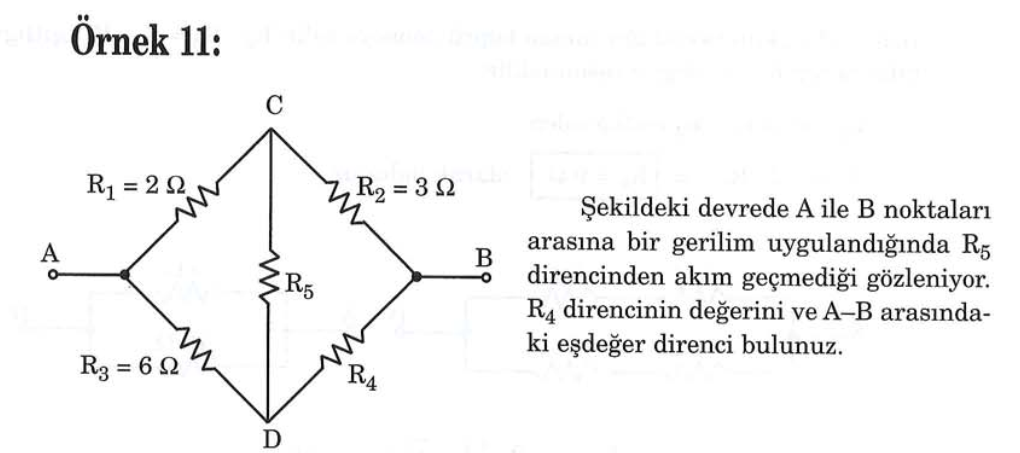 Örnek 11:
C
R₁ = 2 Ω
R₂ = 3 Ω
A
B
R₅
R₃ = 6 Ω
R₄
D
Şekildeki devrede A ile B noktaları
arasına bir gerilim uygulandığında R₅
direncinden akım geçmediği gözleniyor.
R₄ direncinin değerini ve A–B arasında-
ki eşdeğer direnci bulunuz.